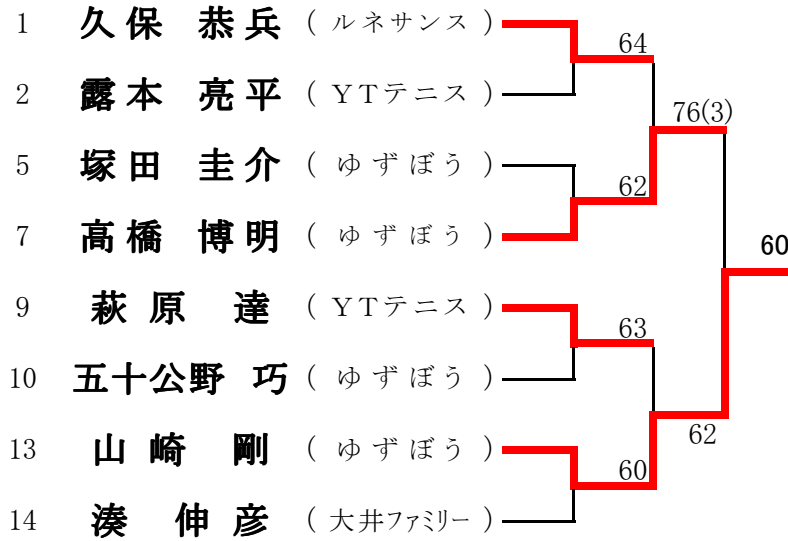 1 久保 恭兵 ( ルネサンス )
64
2 露本 亮平 ( YTテニス )
76(3)
5 塚田 圭介 ( ゆずぼう )
62
7 高橋 博明 ( ゆずぼう )
60
9 萩原 達 ( YTテニス )
63
10 五十公野 巧 ( ゆずぼう )
62
13 山崎 剛 ( ゆずぼう )
60
14 湊 伸彦 ( 大井ファミリー )